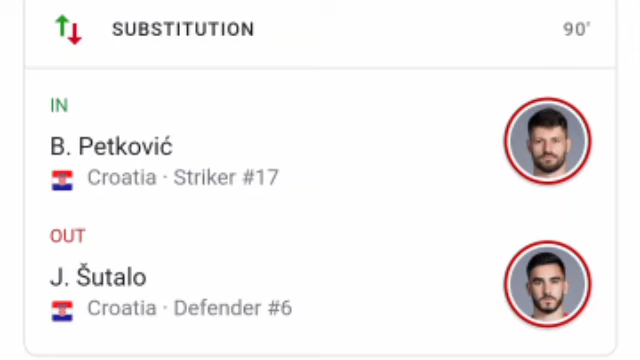 SUBSTITUTION 90'
IN
B. Petković
Croatia · Striker #17
OUT
J. Šutalo
Croatia · Defender #6